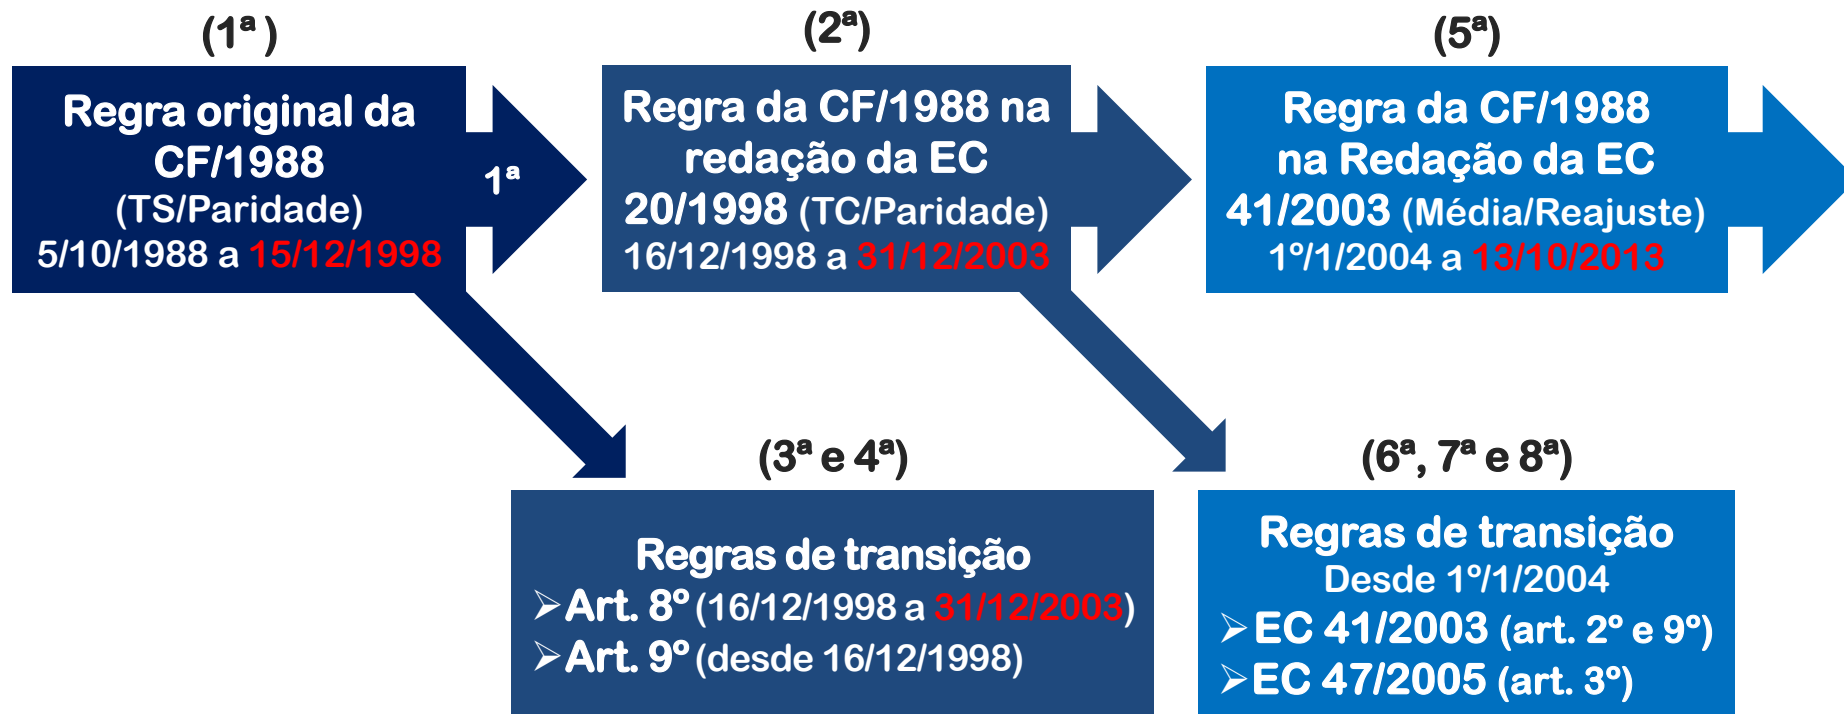 (1ª )
Regra original da
CF/1988
(TS/Paridade)
5/10/1988 a 15/12/1998
1ª
(2ª)
Regra da CF/1988 na
redação da EC
20/1998 (TC/Paridade)
16/12/1998 a 31/12/2003
(5ª)
Regra da CF/1988
na Redação da EC
41/2003 (Média/Reajuste)
1º/1/2004 a 13/10/2013
(3ª e 4ª)
Regras de transição
➢Art. 8º (16/12/1998 a 31/12/2003)
➢Art. 9º (desde 16/12/1998)
(6ª, 7ª e 8ª)
Regras de transição
Desde 1º/1/2004
➢EC 41/2003 (art. 2º e 9º)
➢EC 47/2005 (art. 3º)